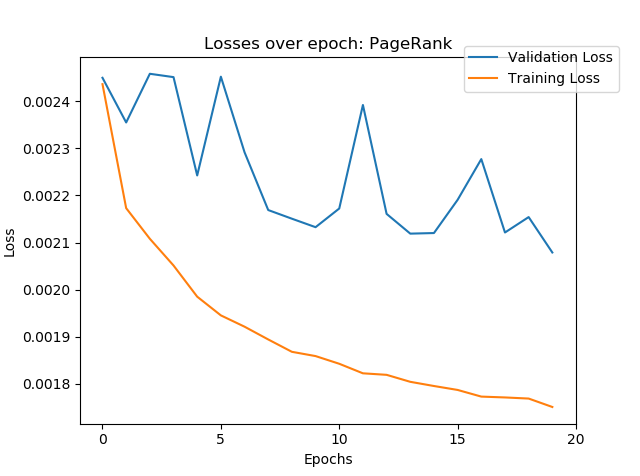 Losses over epoch: PageRank
Validation Loss
Training Loss
0.0024
0.0023
0.0022
0.0021
0.0020
0.0019
0.0018
Loss
0 5 10 15 20
Epochs